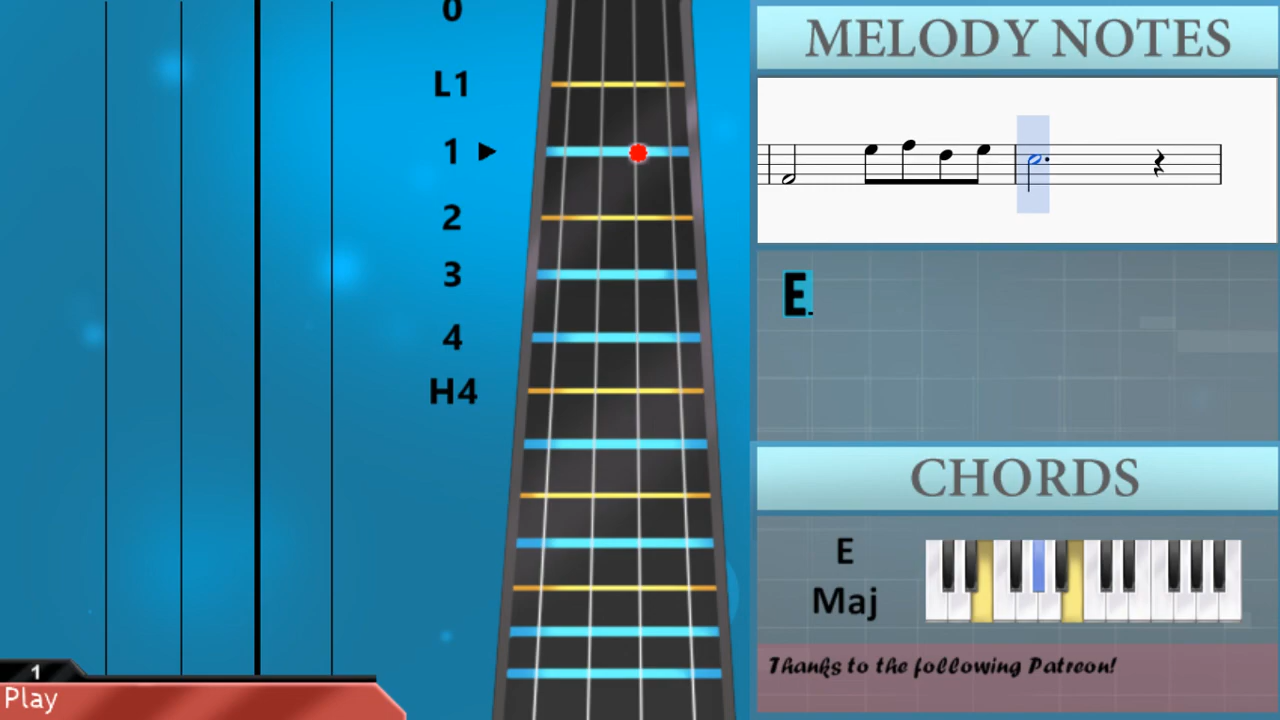 0
L1
1
2
3
4
H4
1
Play
MELODY NOTES
E.
CHORDS
E
Maj
Thanks to the following Patreon!